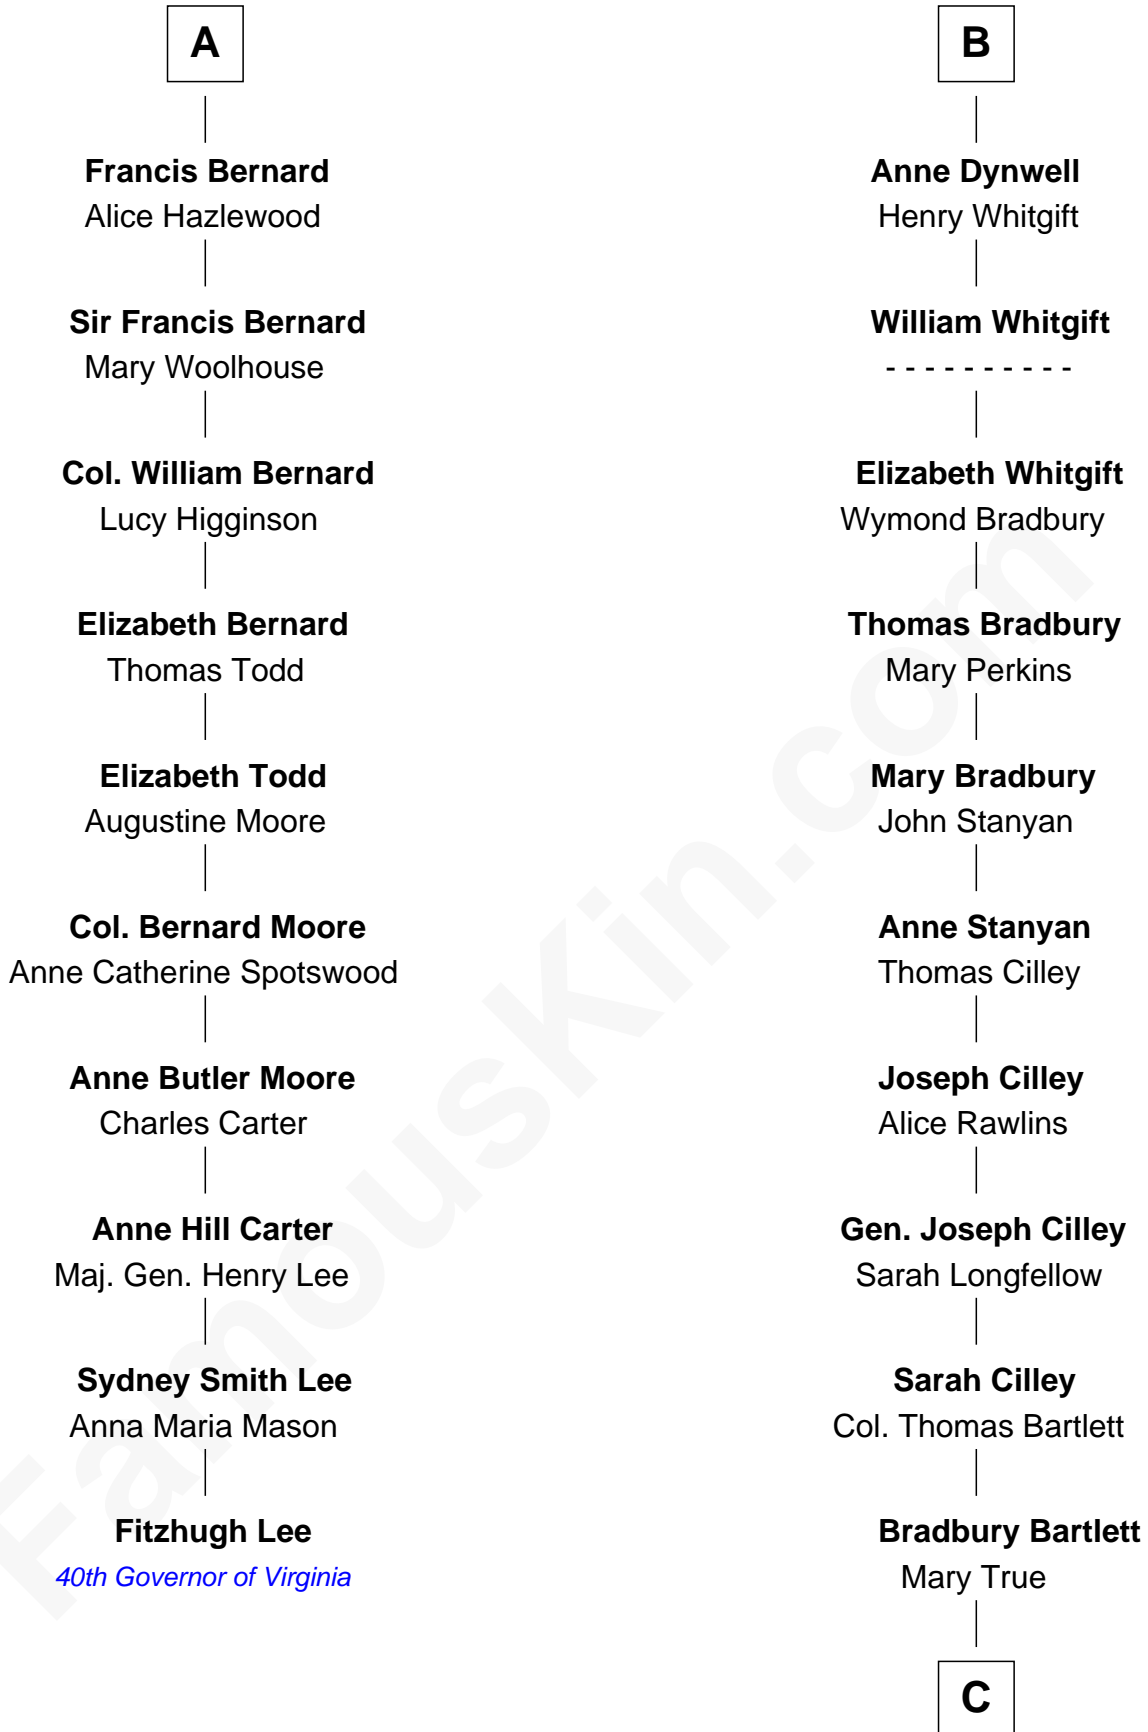 A
Francis Bernard
Alice Hazlewood
Sir Francis Bernard
Mary Woolhouse
Col. William Bernard
Lucy Higginson
Elizabeth Bernard
Thomas Todd
Elizabeth Todd
Augustine Moore
Col. Bernard Moore
Anne Catherine Spotswood
Anne Butler Moore
Charles Carter
Anne Hill Carter
Maj. Gen. Henry Lee
Sydney Smith Lee
Anna Maria Mason
Fitzhugh Lee
40th Governor of Virginia
B
Anne Dynwell
Henry Whitgift
William Whitgift
- - - - - - - - - -
Elizabeth Whitgift
Wymond Bradbury
Thomas Bradbury
Mary Perkins
Mary Bradbury
John Stanyan
Anne Stanyan
Thomas Cilley
Joseph Cilley
Alice Rawlins
Gen. Joseph Cilley
Sarah Longfellow
Sarah Cilley
Col. Thomas Bartlett
Bradbury Bartlett
Mary True
C
FamousKin.com